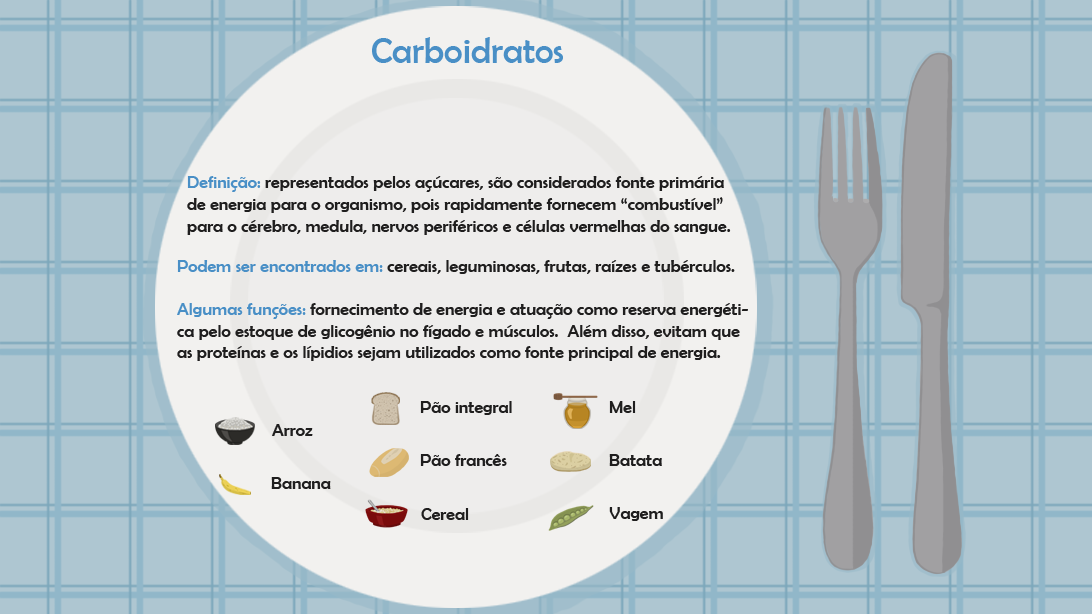 Carboidratos
Definição: representados pelos açúcares, são considerados fonte primária
de energia para o organismo, pois rapidamente fornecem “combustível”
para o cérebro, medula, nervos periféricos e células vermelhas do sangue.
Podem ser encontrados em: cereais, leguminosas, frutas, raízes e tubérculos.
Algumas funções: fornecimento de energia e atuação como reserva energéti-
ca pelo estoque de glicogênio no fígado e músculos. Além disso, evitam que
as proteínas e os lípidios sejam utilizados como fonte principal de energia.
Arroz
Banana
Pão integral
Pão francês
Cereal
Mel
Batata
Vagem